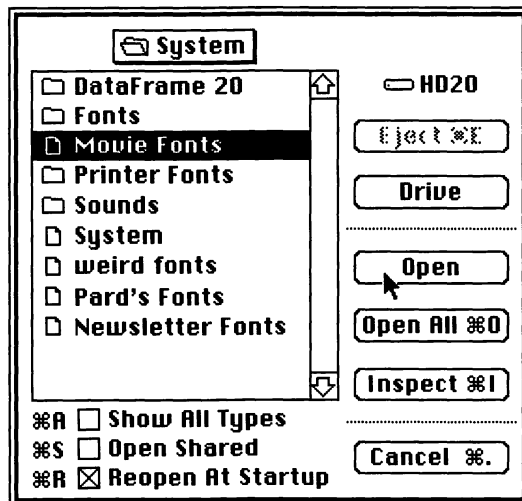 System
DataFrame 20
Fonts
Movie Fonts
Printer Fonts
Sounds
System
weird fonts
Pard's Fonts
Newsletter Fonts
⌘A Show All Types
⌘S Open Shared
⌘R Reopen At Startup
HD20
Eject ⌘E
Drive
Open
Open All ⌘O
Inspect ⌘I
Cancel ⌘.